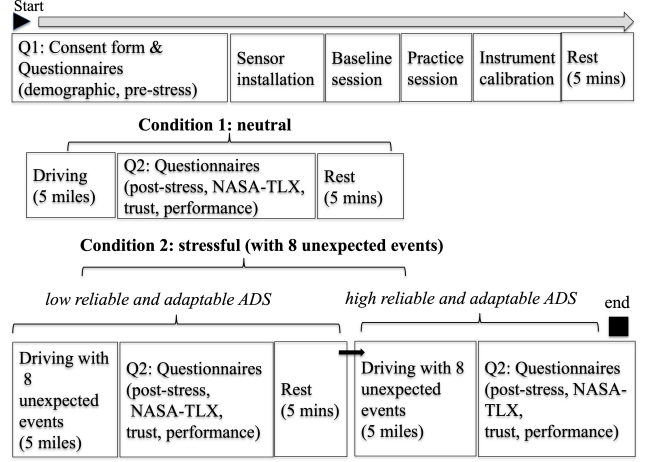 Start
Q1: Consent form &
Questionnaires
(demographic, pre-stress)
Sensor
installation
Baseline
session
Practice
session
Instrument
calibration
Rest
(5 mins)
Condition 1: neutral
Driving
(5 miles)
Q2: Questionnaires
(post-stress, NASA-TLX,
trust, performance)
Rest
(5 mins)
Condition 2: stressful (with 8 unexpected events)
low reliable and adaptable ADS
high reliable and adaptable ADS
end
Driving with
8
unexpected
events
(5 miles)
Q2: Questionnaires
(post-stress,
NASA-TLX,
trust, performance)
Rest
(5 mins)
Driving with 8
unexpected
events
(5 miles)
Q2: Questionnaires
(post-stress, NASA-
TLX,
trust, performance)